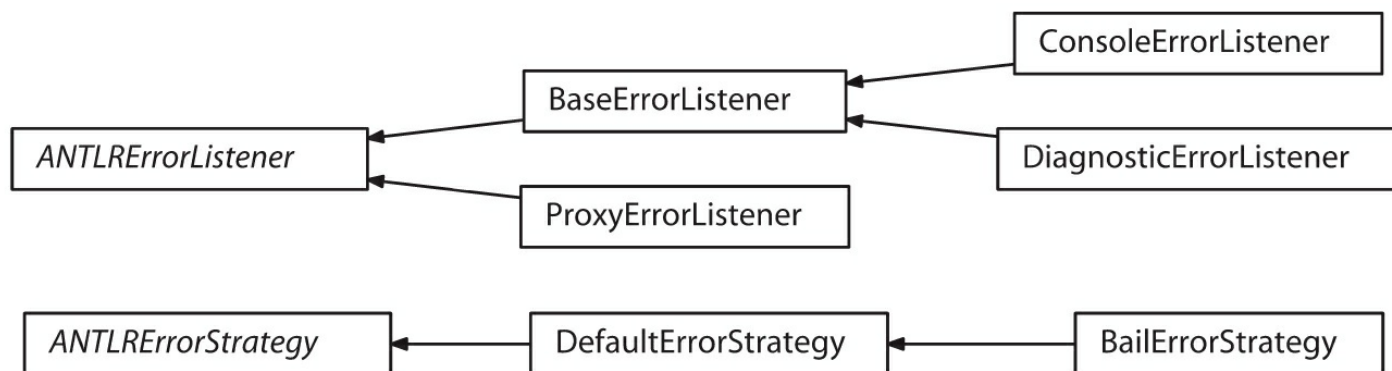 ConsoleErrorListener
BaseErrorListener
ANTLRErrorListener
DiagnosticErrorListener
ProxyErrorListener
ANTLRErrorStrategy
DefaultErrorStrategy
BailErrorStrategy